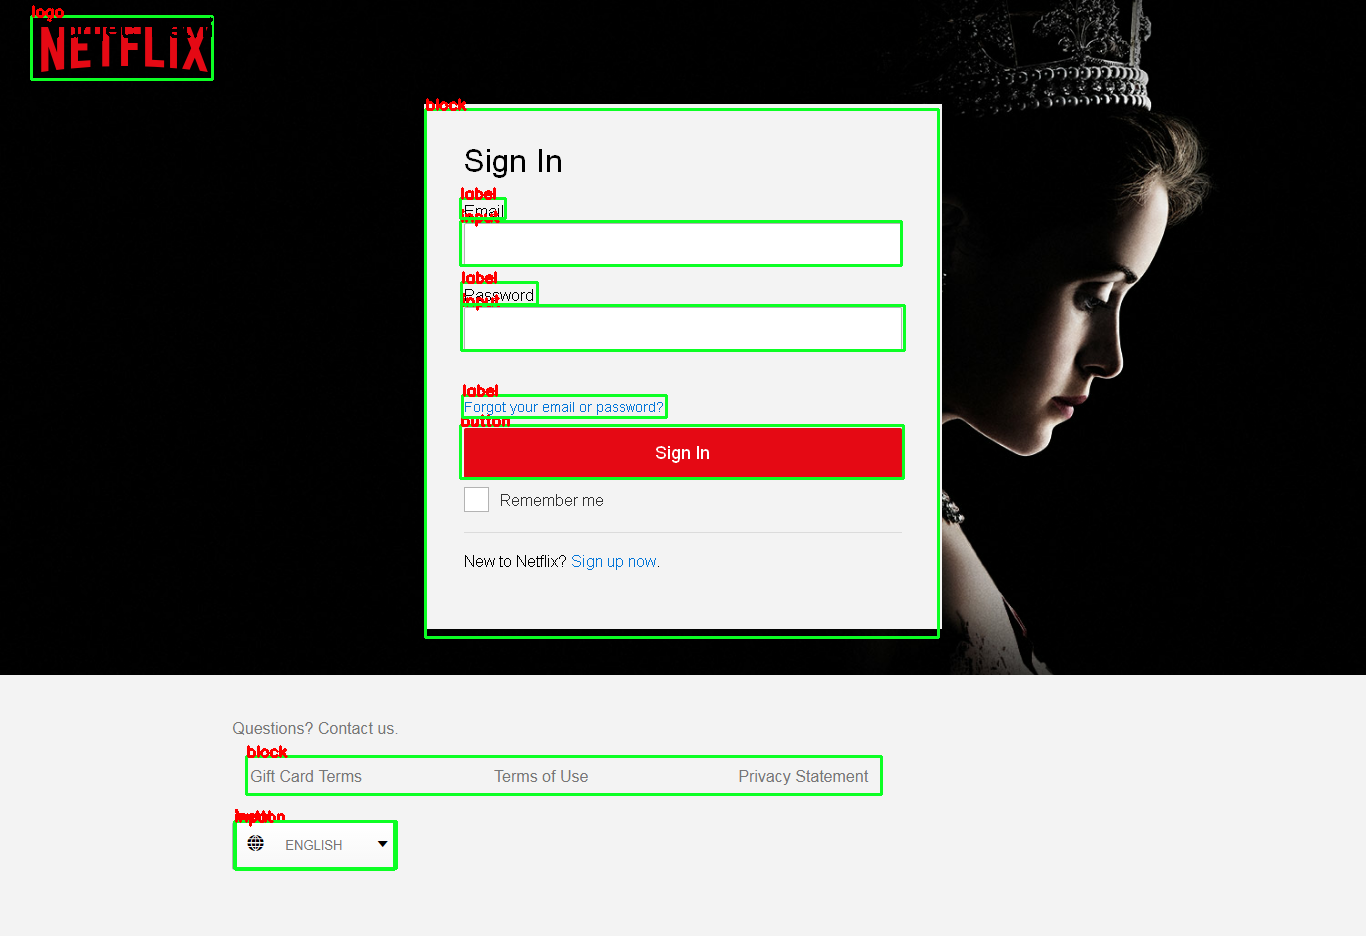 logo
NETFLIX
block
Sign In
label
Email
input
label
Password
input
label
Forgot your email or password?
button
Sign In
Remember me
New to Netflix? Sign up now.
Questions? Contact us.
block
Gift Card Terms Terms of Use Privacy Statement
ENGLISH